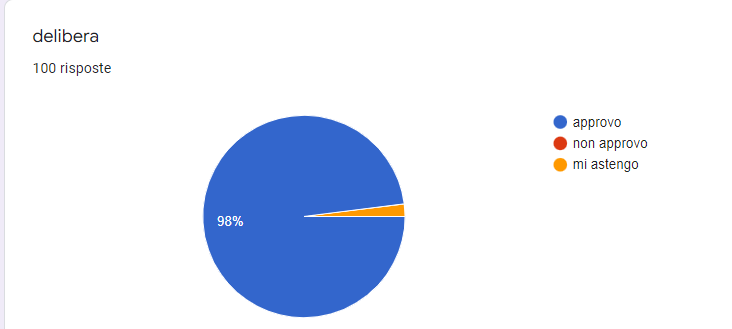 delibera
100 risposte
approvo
non approvo
mi astengo
98%